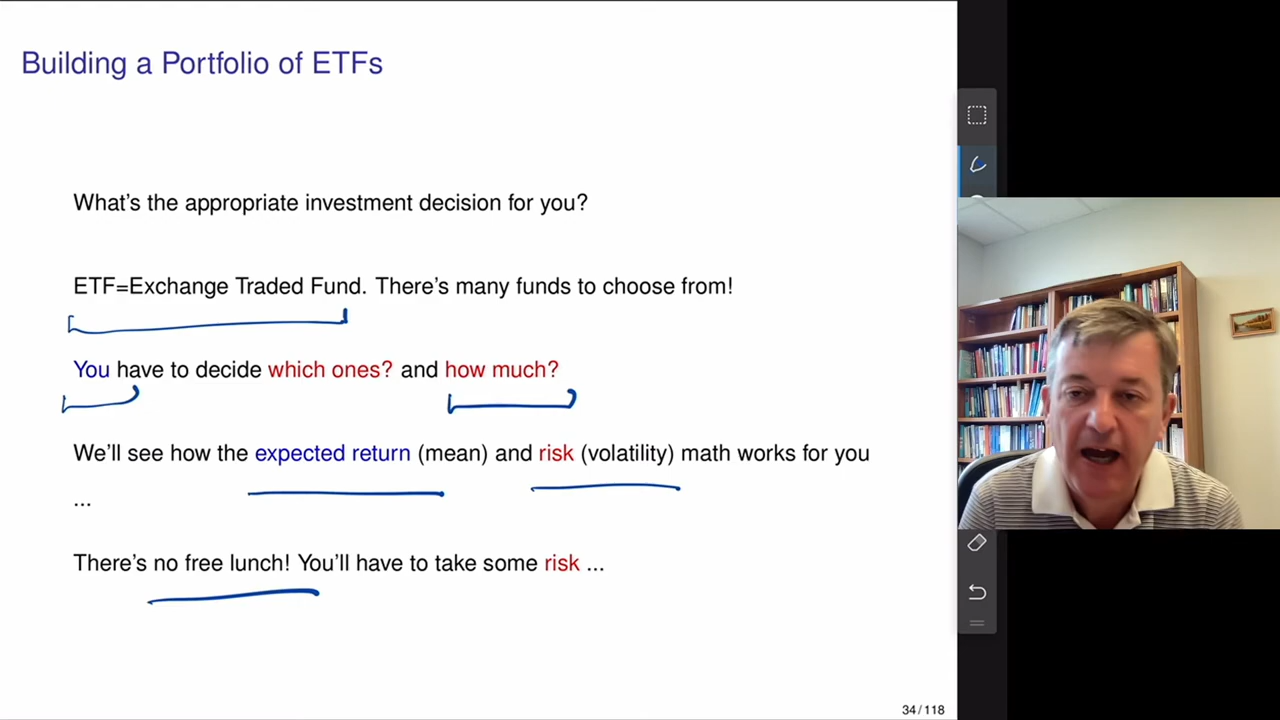 Building a Portfolio of ETFs
What's the appropriate investment decision for you?
ETF=Exchange Traded Fund. There's many funds to choose from!
You have to decide which ones? and how much?
We'll see how the expected return (mean) and risk (volatility) math works for you
...
There's no free lunch! You'll have to take some risk ...
34/118